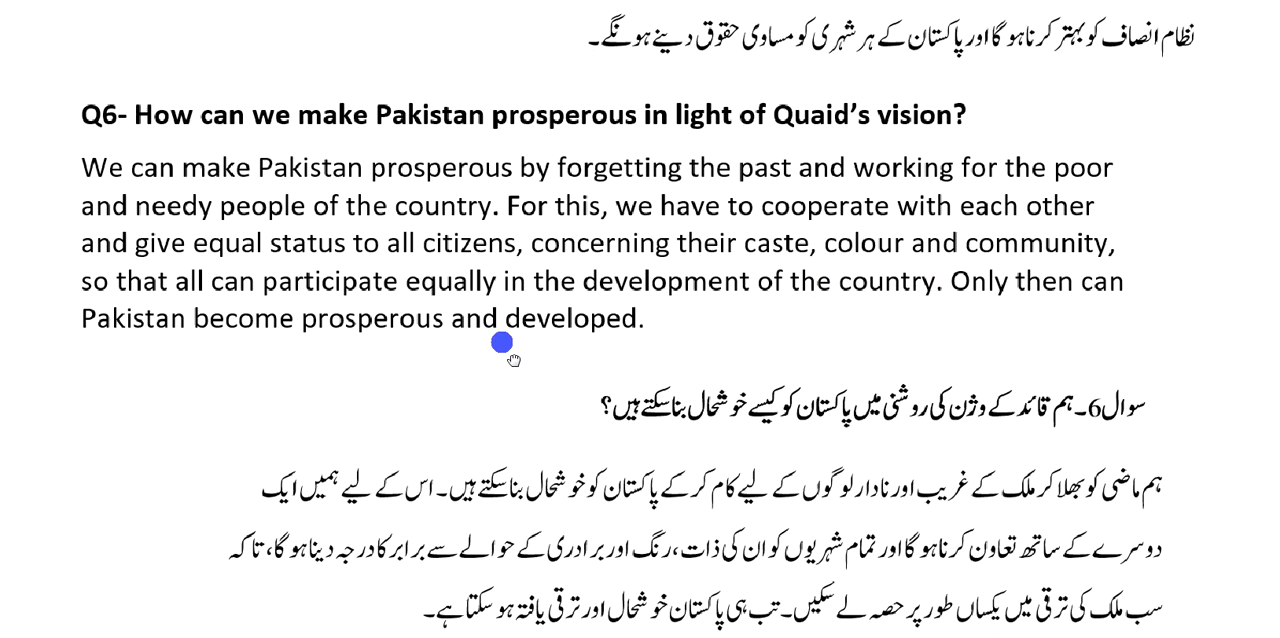 نظام انصاف کو بہتر کرنا ہو گا اور پاکستان کے ہر شہری کو مساوی حقوق دینے ہونگے۔
Q6- How can we make Pakistan prosperous in light of Quaid’s vision?
We can make Pakistan prosperous by forgetting the past and working for the poor
and needy people of the country. For this, we have to cooperate with each other
and give equal status to all citizens, concerning their caste, colour and community,
so that all can participate equally in the development of the country. Only then can
Pakistan become prosperous and developed.
سوال 6۔ ہم قائد کے وژن کی روشنی میں پاکستان کو کیسے خوشحال بنا سکتے ہیں؟
ہم ماضی کو بھلا کر ملک کے غریب اور نادار لوگوں کے لیے کام کر کے پاکستان کو خوشحال بنا سکتے ہیں۔ اس کے لیے ہمیں ایک
دوسرے کے ساتھ تعاون کرنا ہو گا اور تمام شہریوں کو ان کی ذات، رنگ اور برادری کے حوالے سے برابر کا درجہ دینا ہو گا، تاکہ
سب ملک کی ترقی میں یکساں طور پر حصہ لے سکیں۔ تب ہی پاکستان خوشحال اور ترقی یافتہ ہو سکتا ہے۔